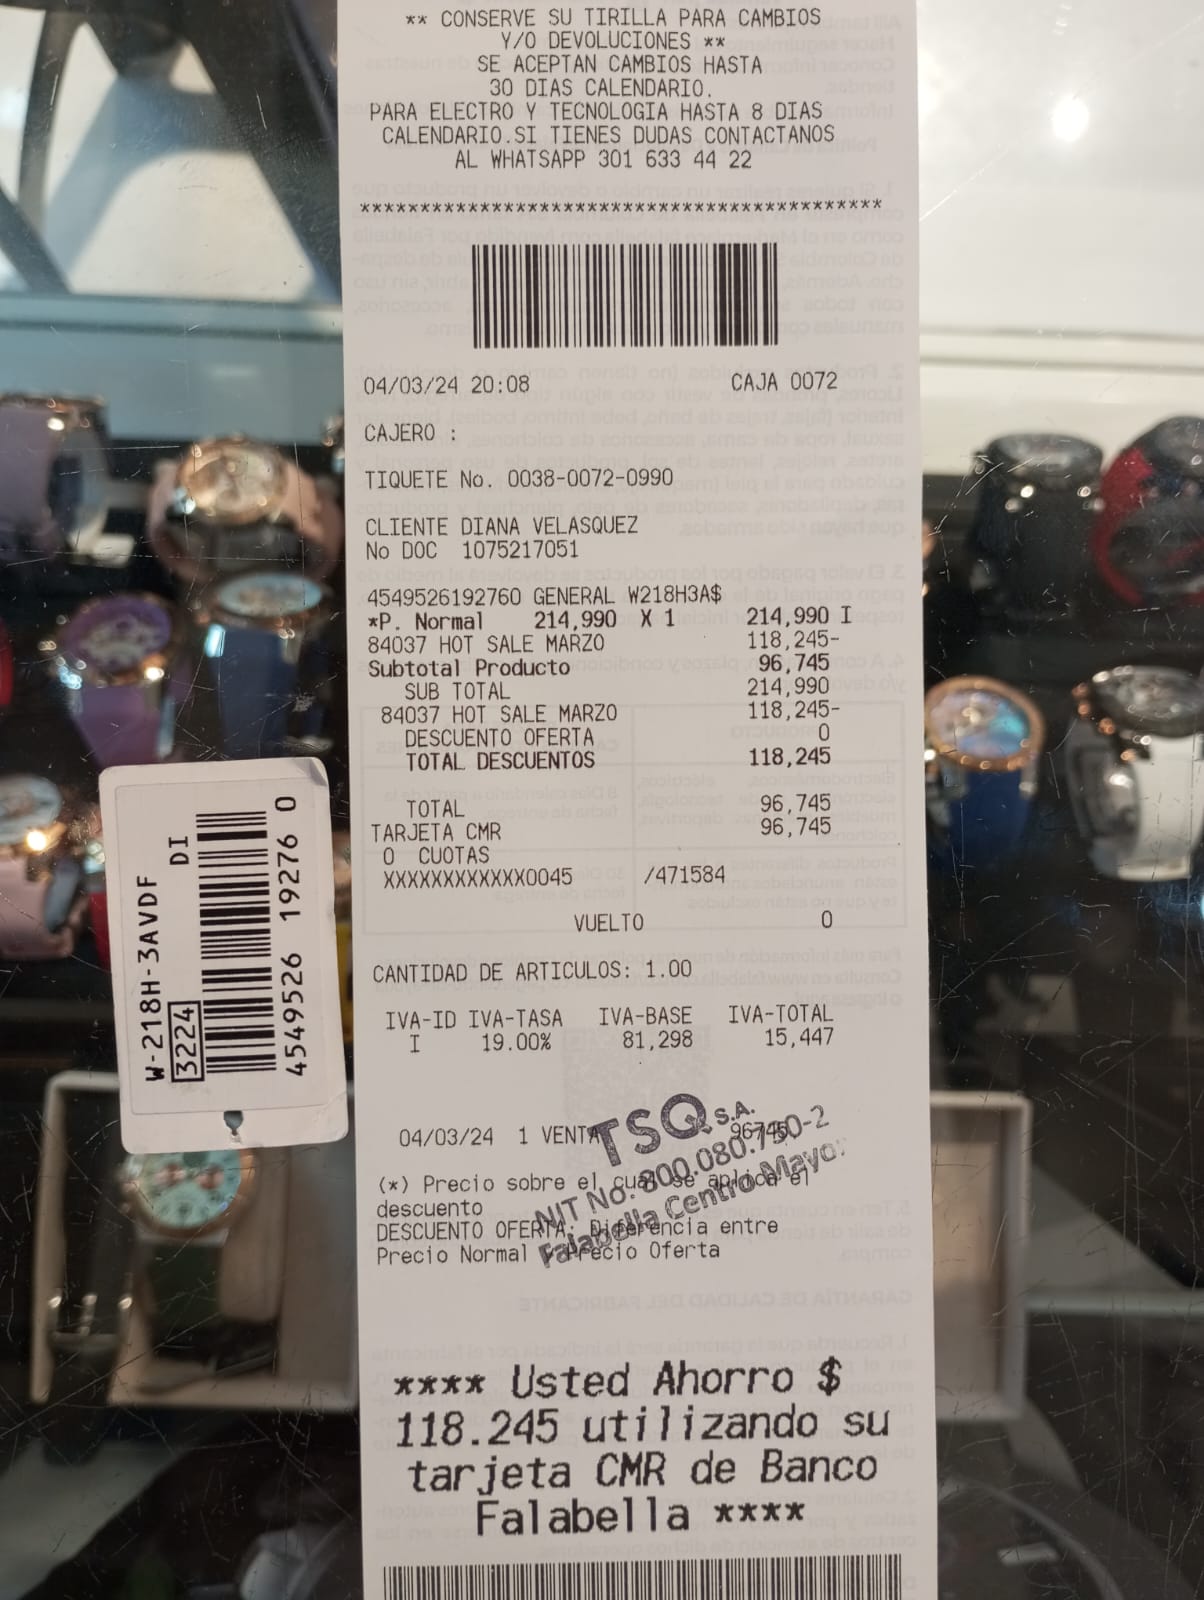 ** CONSERVE SU TIRILLA PARA CAMBIOS
Y/O DEVOLUCIONES **
SE ACEPTAN CAMBIOS HASTA
30 DIAS CALENDARIO.
PARA ELECTRO Y TECNOLOGIA HASTA 8 DIAS
CALENDARIO.SI TIENES DUDAS CONTACTANOS
AL WHATSAPP 301 633 44 22
*******************************************
04/03/24 20:08 CAJA 0072
CAJERO :
TIQUETE No. 0038-0072-0990
CLIENTE DIANA VELASQUEZ
No DOC 1075217051
4549526192760 GENERAL W218H3A$
*P. Normal 214,990 X 1 214,990 I
84037 HOT SALE MARZO 118,245-
Subtotal Producto 96,745
SUB TOTAL 214,990
84037 HOT SALE MARZO 118,245-
DESCUENTO OFERTA 0
TOTAL DESCUENTOS 118,245
TOTAL 96,745
TARJETA CMR 96,745
0 CUOTAS
XXXXXXXXXXXX0045 /471584
VUELTO 0
CANTIDAD DE ARTICULOS: 1.00
IVA-ID IVA-TASA IVA-BASE IVA-TOTAL
I 19.00% 81,298 15,447
04/03/24 1 VENTA 96745
(*) Precio sobre el cual se aplica el
descuento
DESCUENTO OFERTA: Diferencia entre
Precio Normal y Precio Oferta
TSQ S.A.
NIT No. 800.080.750-2
Falabella Centro Mayor
**** Usted Ahorro $
118.245 utilizando su
tarjeta CMR de Banco
Falabella ****
W-218H-3AVDF
3224 DI
4549526 19276 0